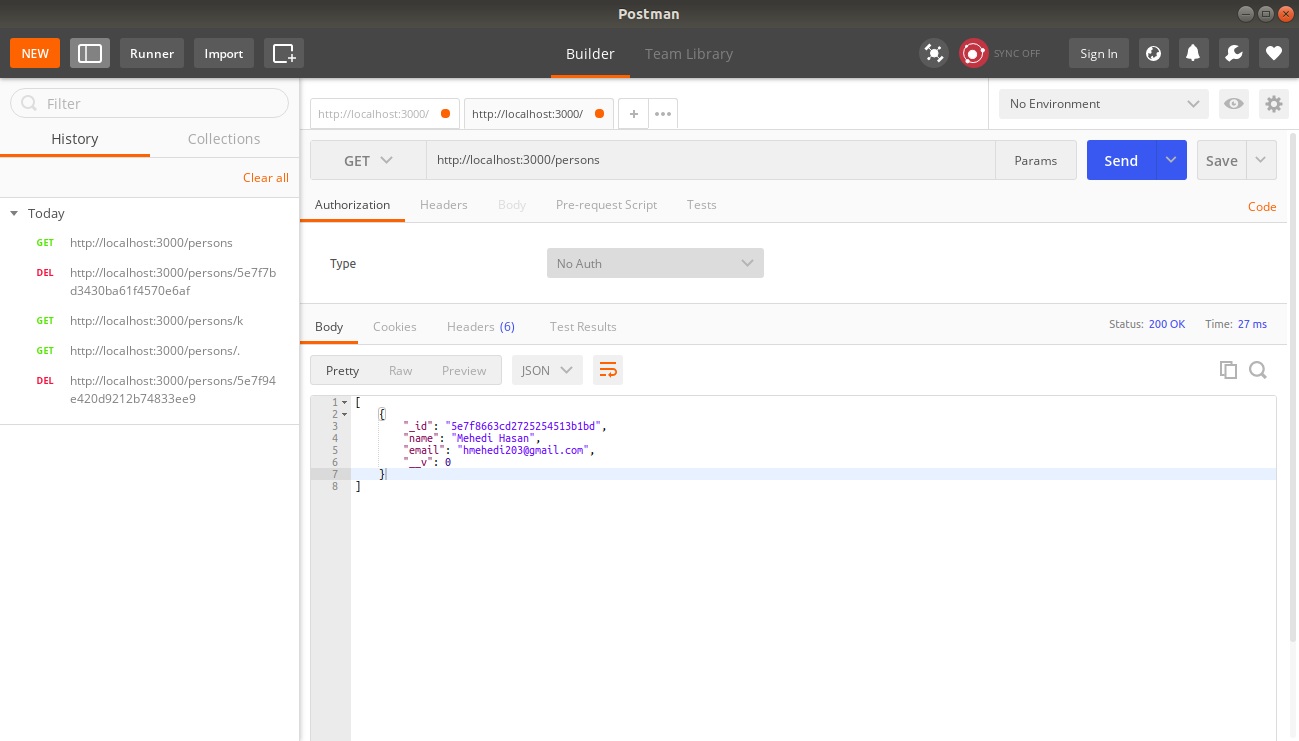 Postman
NEW Runner Import Builder Team Library SYNC OFF Sign In
Filter
History Collections
Clear all
Today
GET http://localhost:3000/persons
DEL http://localhost:3000/persons/5e7f7b
d3430ba61f4570e6af
GET http://localhost:3000/persons/k
GET http://localhost:3000/persons/.
DEL http://localhost:3000/persons/5e7f94
e420d9212b74833ee9
http://localhost:3000/ http://localhost:3000/ + ••• No Environment
GET http://localhost:3000/persons Params Send Save
Authorization Headers Body Pre-request Script Tests Code
Type No Auth
Body Cookies Headers (6) Test Results Status: 200 OK Time: 27 ms
Pretty Raw Preview JSON
1 [
2 {
3 "_id": "5e7f8663cd2725254513b1bd",
4 "name": "Mehedi Hasan",
5 "email": "hmehedi203@gmail.com",
6 "__v": 0
7 }
8 ]